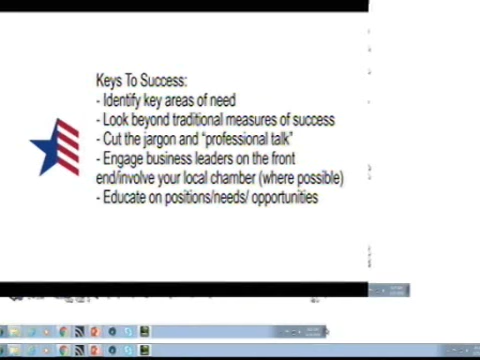 Keys To Success:
- Identify key areas of need
- Look beyond traditional measures of success
- Cut the jargon and “professional talk”
- Engage business leaders on the front
end/involve your local chamber (where possible)
- Educate on positions/needs/ opportunities